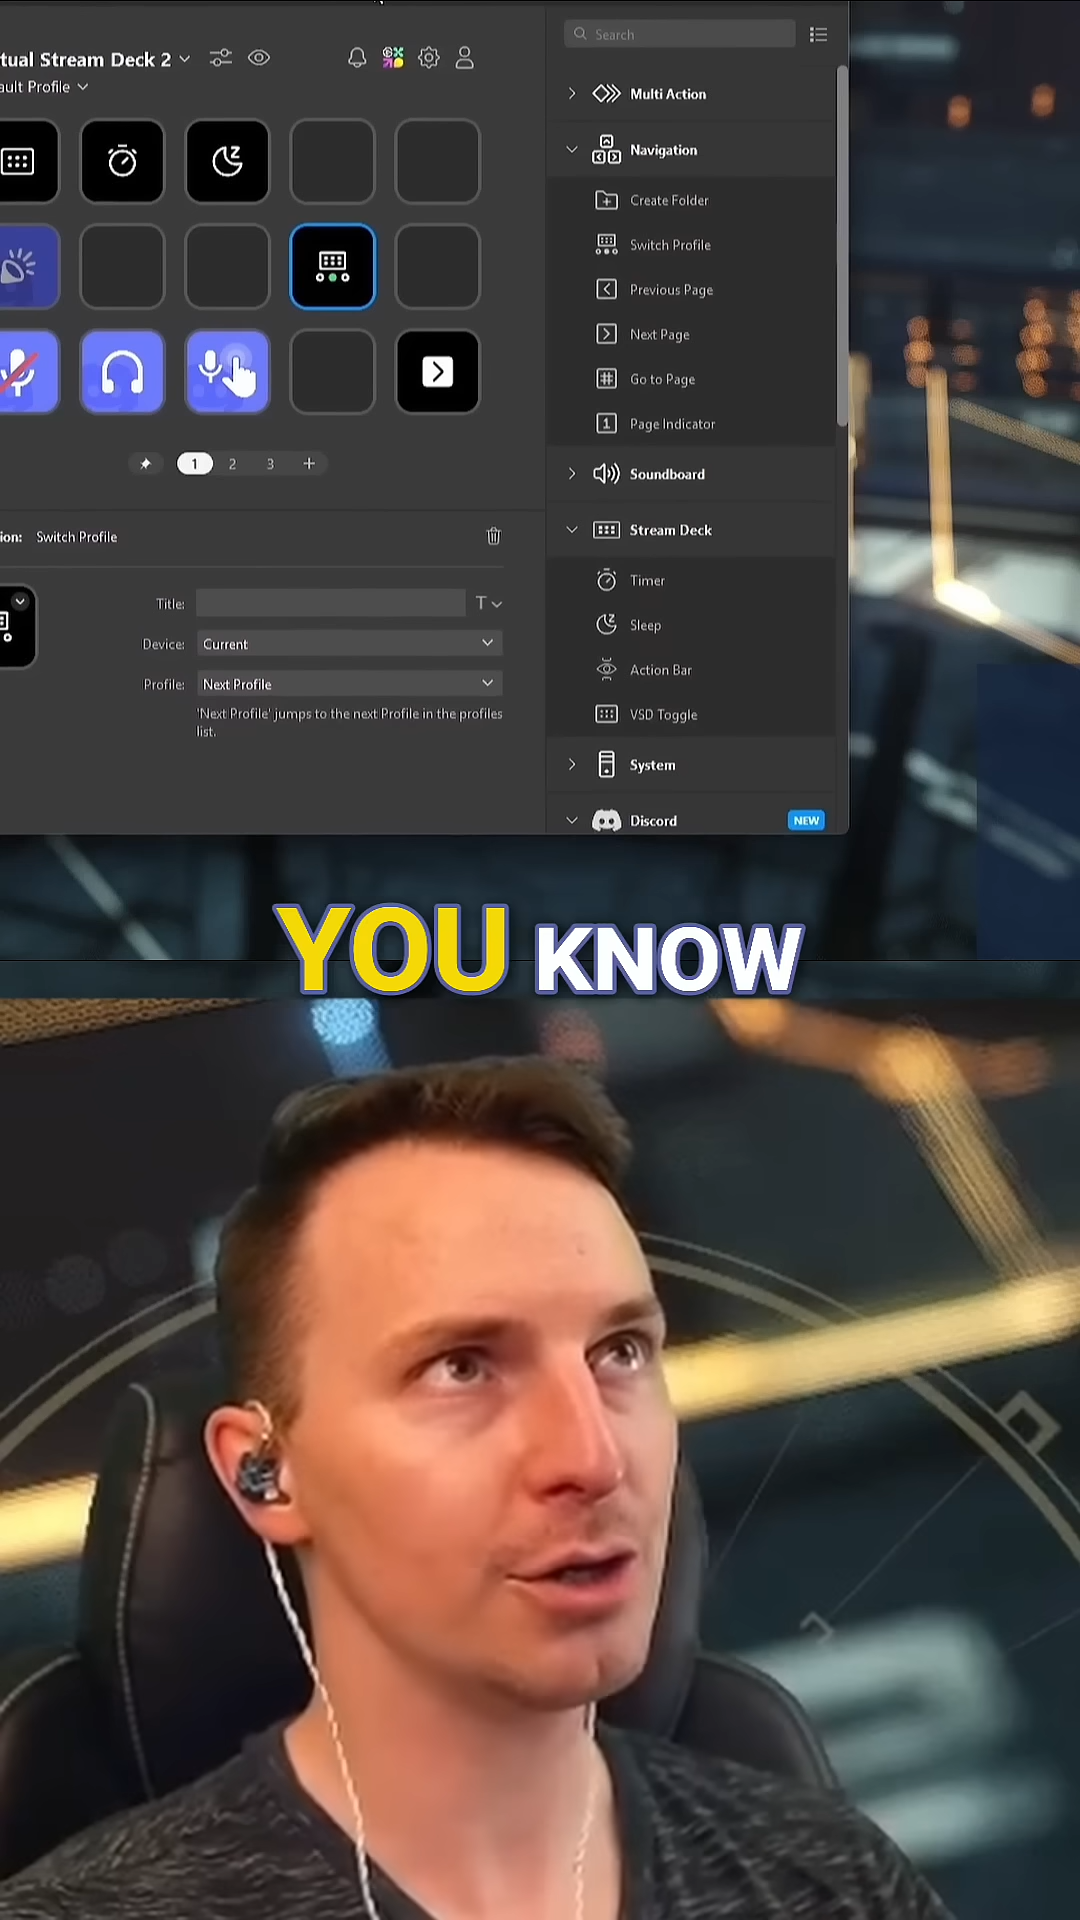 tual Stream Deck 2
ault Profile
1
2
3
+
ion: Switch Profile
Title:
T
Device: Current
Profile: Next Profile
'Next Profile' jumps to the next Profile in the profiles
list.
Search
Multi Action
Navigation
Create Folder
Switch Profile
Previous Page
Next Page
Go to Page
Page Indicator
Soundboard
Stream Deck
Timer
Sleep
Action Bar
VSD Toggle
System
Discord NEW
YOU KNOW